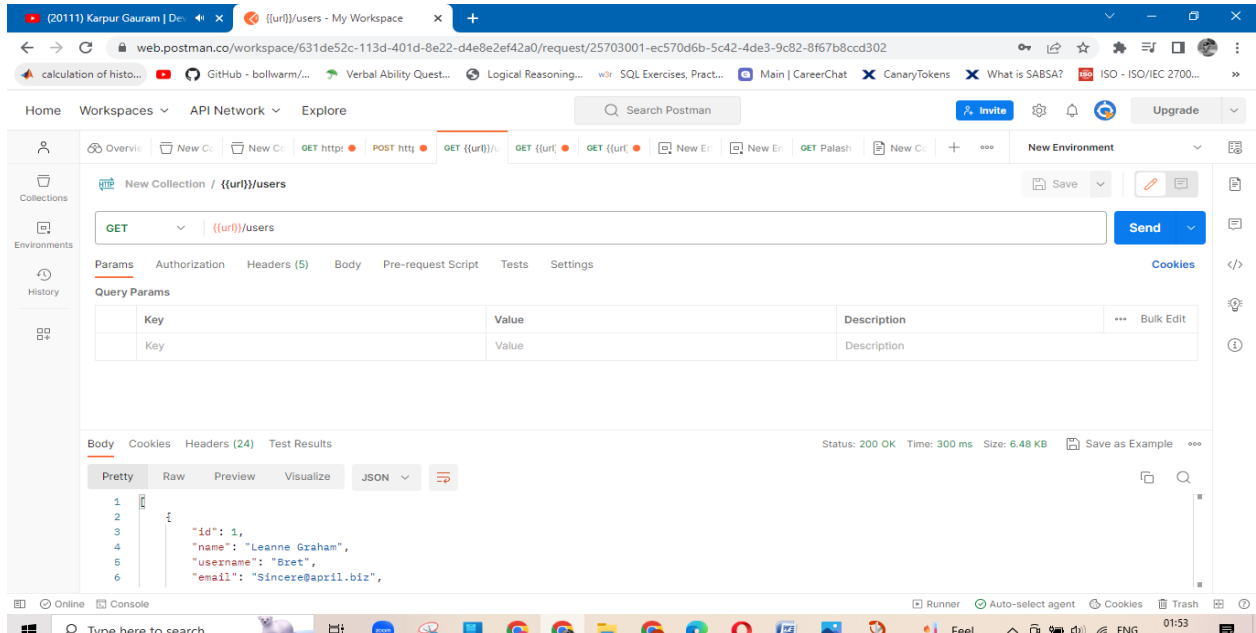 (20111) Karpur Gauram | Dev
{{url}}/users - My Workspace
web.postman.co/workspace/631de52c-113d-401d-8e22-d4e8e2ef42a0/request/25703001-ec570d6b-5c42-4de3-9c82-8f67b8ccd302
calculation of histo... GitHub - bollwarm/... Verbal Ability Quest... Logical Reasoning... w3r SQL Exercises, Pract... Main | CareerChat CanaryTokens What is SABSA? ISO ISO - ISO/IEC 2700... »
Home Workspaces API Network Explore Search Postman Invite Upgrade
Overvie New Co New Co GET https POST http GET {{url}}/u GET {{url} GET {{url} New En New En GET Palash New Co New Environment
HTTP New Collection / {{url}}/users Save
Collections
GET {{url}}/users Send
Environments
Params Authorization Headers (5) Body Pre-request Script Tests Settings Cookies
History
Query Params
Key Value Description Bulk Edit
Key Value Description
Body Cookies Headers (24) Test Results Status: 200 OK Time: 300 ms Size: 6.48 KB Save as Example
Pretty Raw Preview Visualize JSON
1 [
2 {
3 "id": 1,
4 "name": "Leanne Graham",
5 "username": "Bret",
6 "email": "Sincere@april.biz",
Online Console Runner Auto-select agent Cookies Trash
Type here to search zoom Feel ENG 01:53